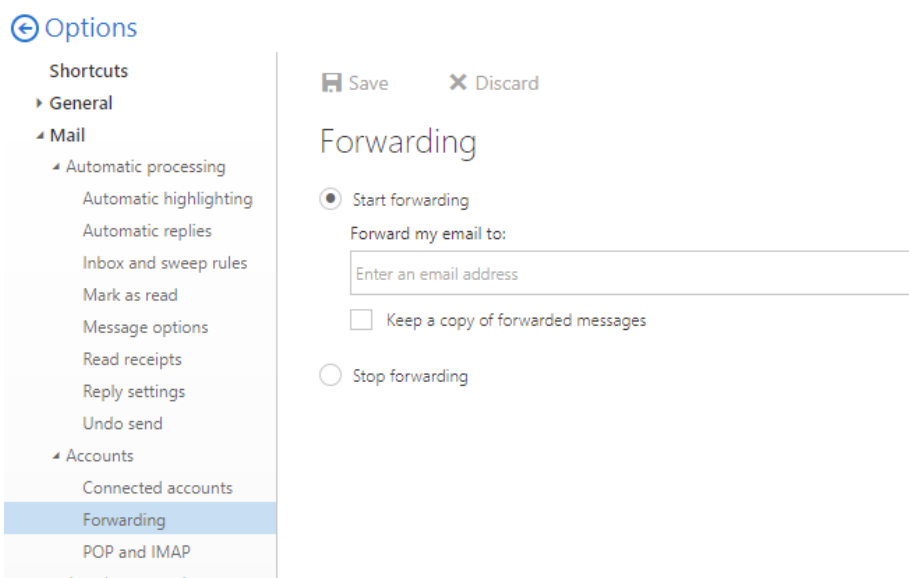 Options
Shortcuts
General
Mail
Automatic processing
Automatic highlighting
Automatic replies
Inbox and sweep rules
Mark as read
Message options
Read receipts
Reply settings
Undo send
Accounts
Connected accounts
Forwarding
POP and IMAP
Save Discard
Forwarding
Start forwarding
Forward my email to:
Enter an email address
Keep a copy of forwarded messages
Stop forwarding